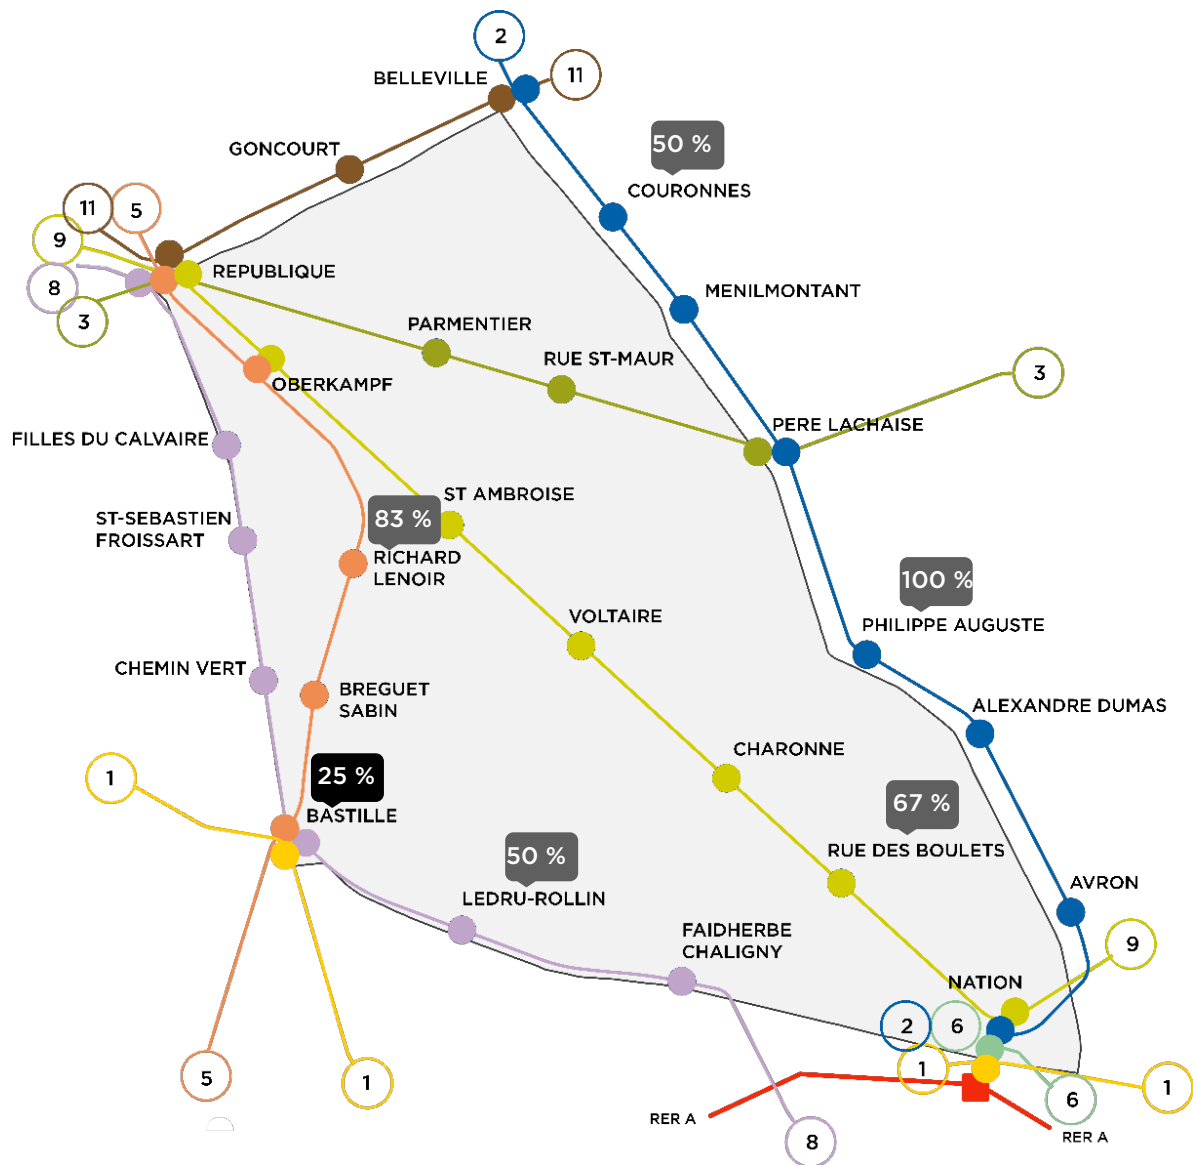 2
BELLEVILLE
11
50 %
GONCOURT
COURONNES
11
5
9
REPUBLIQUE
8
MENILMONTANT
3
PARMENTIER
RUE ST-MAUR
3
OBERKAMPF
PERE LACHAISE
FILLES DU CALVAIRE
ST AMBROISE
ST-SEBASTIEN
FROISSART
83 %
RICHARD
LENOIR
100 %
VOLTAIRE
PHILIPPE AUGUSTE
CHEMIN VERT
BREGUET
SABIN
ALEXANDRE DUMAS
CHARONNE
1
25 %
BASTILLE
67 %
RUE DES BOULETS
50 %
LEDRU-ROLLIN
AVRON
FAIDHERBE
CHALIGNY
9
NATION
2
6
1
5
1
1
6
RER A
RER A
8